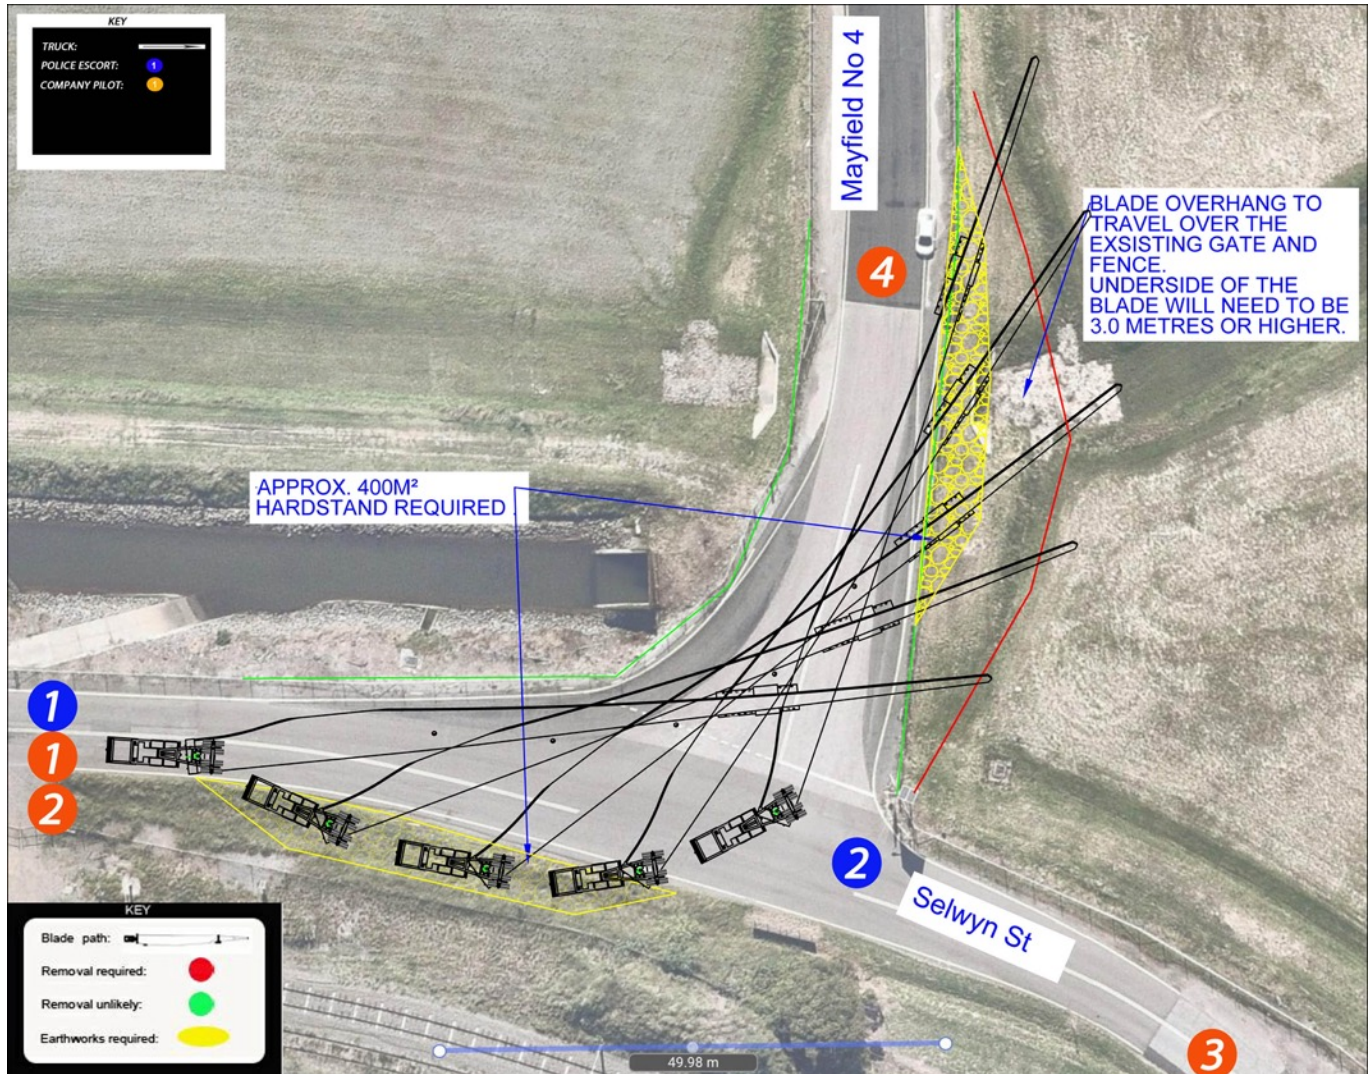 KEY
TRUCK:
POLICE ESCORT: 1
COMPANY PILOT:
Mayfield No 4
BLADE OVERHANG TO
TRAVEL OVER THE
EXSISTING GATE AND
FENCE.
UNDERSIDE OF THE
BLADE WILL NEED TO BE
3.0 METRES OR HIGHER.
4
APPROX. 400M²
HARDSTAND REQUIRED
1
1
2
2
Selwyn St
3
KEY
Blade path:
Removal required:
Removal unlikely:
Earthworks required:
49.98 m